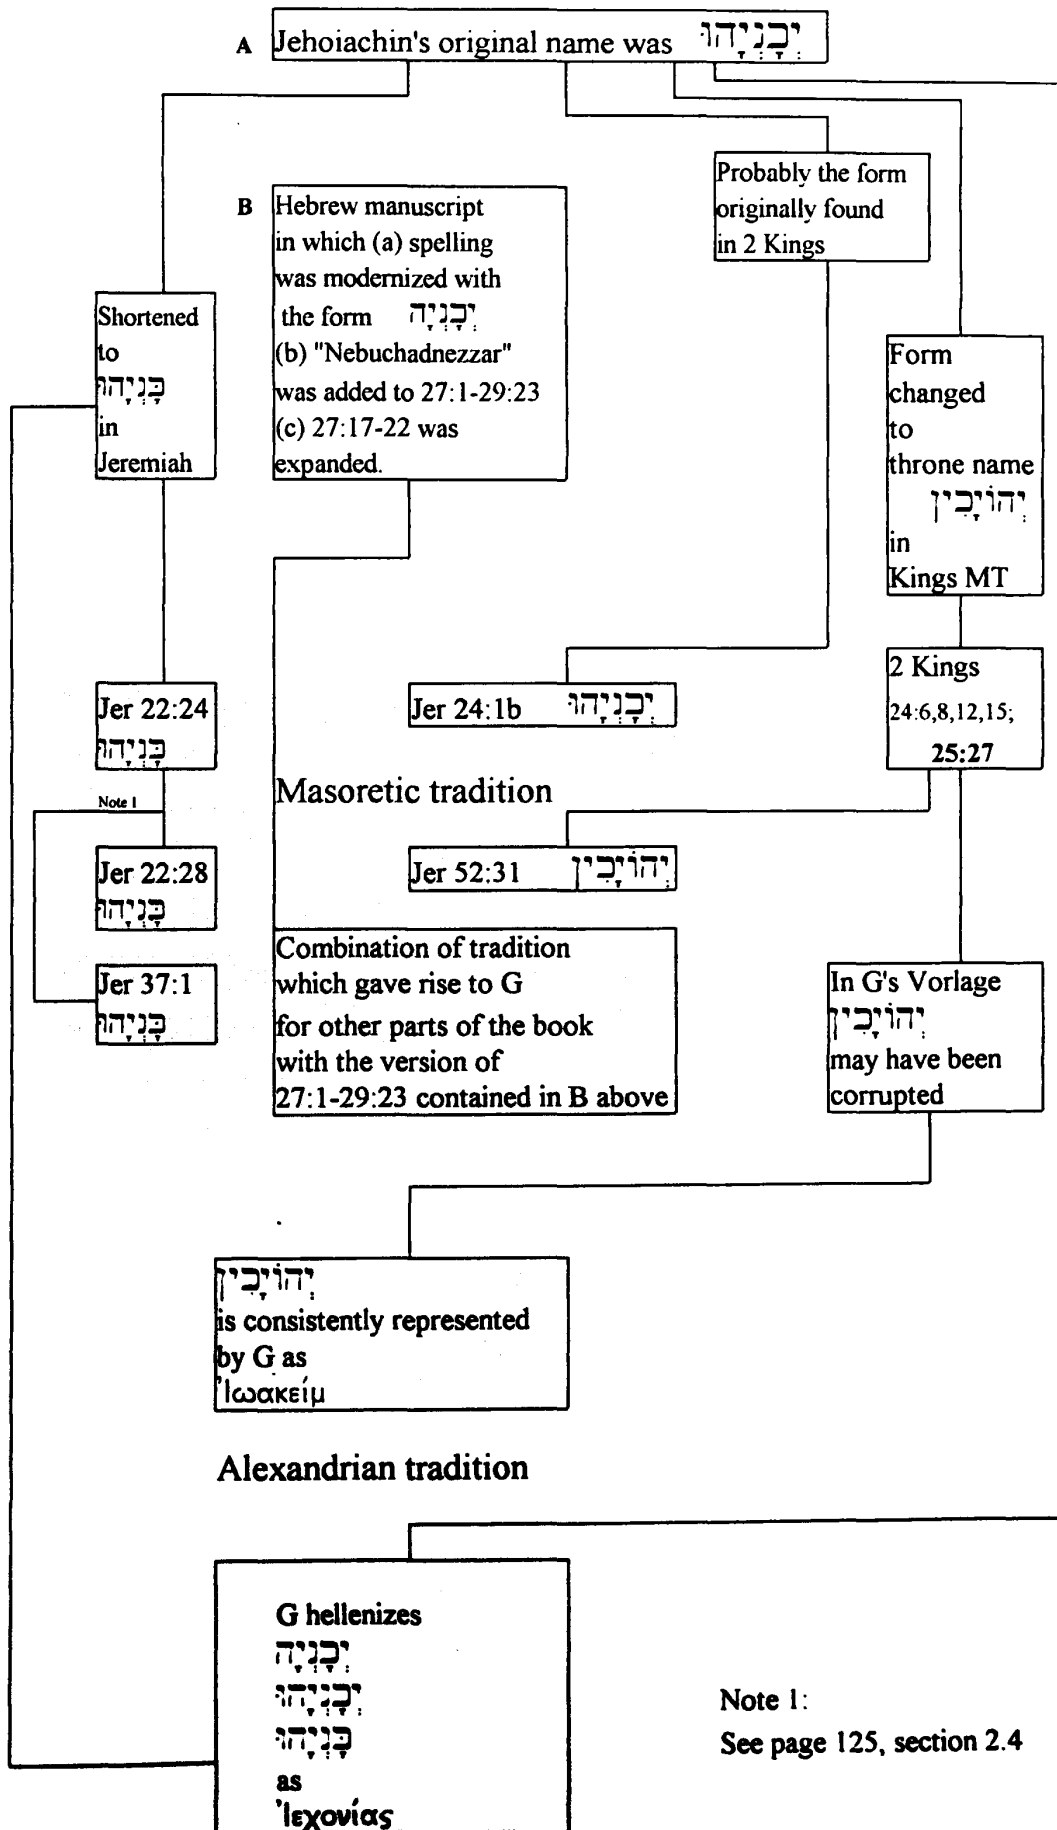 A Jehoiachin's original name was יְכָנְיָהוּ
Probably the form
originally found
in 2 Kings
B Hebrew manuscript
in which (a) spelling
was modernized with
the form יְכָנְיָה
(b) "Nebuchadnezzar"
was added to 27:1-29:23
(c) 27:17-22 was
expanded.
Shortened
to
כָּנְיָהוּ
in
Jeremiah
Form
changed
to
throne name
יְהוֹיָכִין
in
Kings MT
2 Kings
24:6,8,12,15;
25:27
Jer 22:24
כָּנְיָהוּ
Jer 24:1b יְכָנְיָהוּ
Masoretic tradition
Note 1
Jer 22:28
כָּנְיָהוּ
Jer 52:31 יְהוֹיָכִין
Jer 37:1
כָּנְיָהוּ
Combination of tradition
which gave rise to G
for other parts of the book
with the version of
27:1-29:23 contained in B above
In G's Vorlage
יְהוֹיָכִין
may have been
corrupted
יְהוֹיָכִין
is consistently represented
by G as
Ἰωακείμ
Alexandrian tradition
G hellenizes
יְכָנְיָה
יְכָנְיָהוּ
כָּנְיָהוּ
as
Ἰεχονίας
Note 1:
See page 125, section 2.4